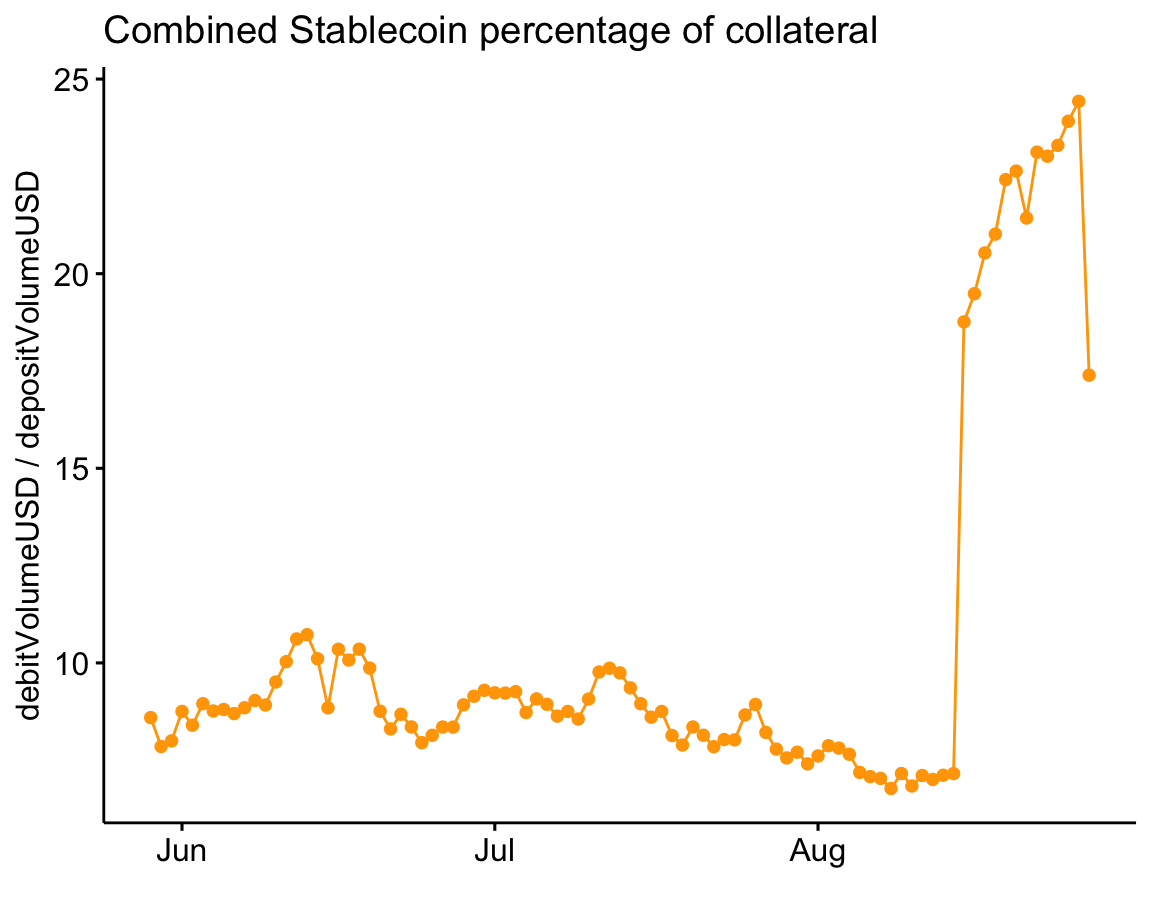 Combined Stablecoin percentage of collateral
debitVolumeUSD / depositVolumeUSD
25
20
15
10
Jun
Jul
Aug